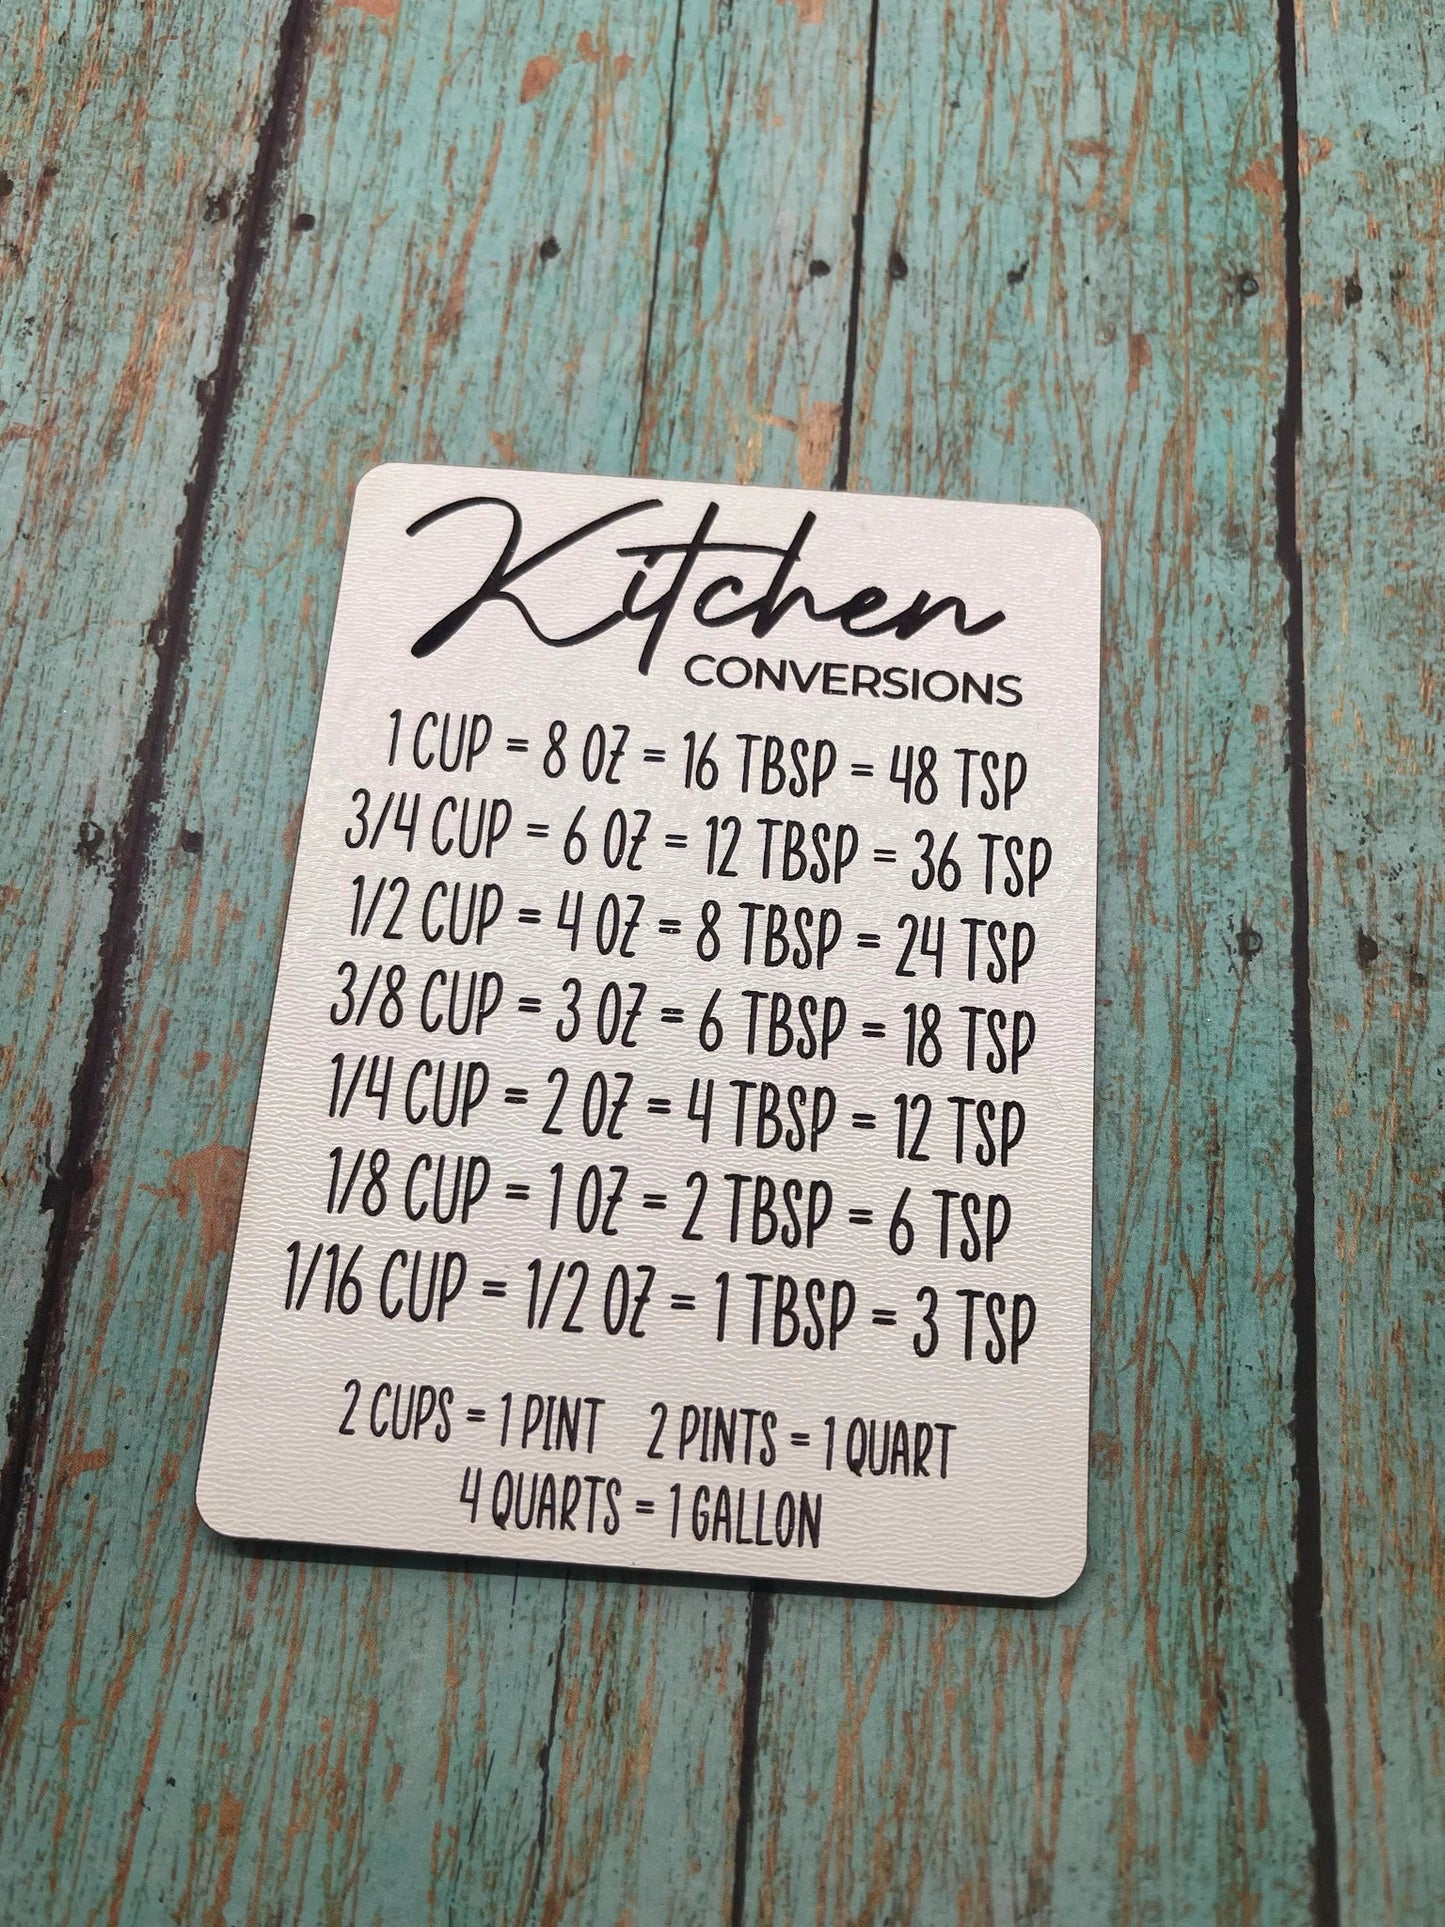 Kitchen
CONVERSIONS
1 CUP = 8 OZ = 16 TBSP = 48 TSP
3/4 CUP = 6 OZ = 12 TBSP = 36 TSP
1/2 CUP = 4 OZ = 8 TBSP = 24 TSP
3/8 CUP = 3 OZ = 6 TBSP = 18 TSP
1/4 CUP = 2 OZ = 4 TBSP = 12 TSP
1/8 CUP = 1 OZ = 2 TBSP = 6 TSP
1/16 CUP = 1/2 OZ = 1 TBSP = 3 TSP
2 CUPS = 1 PINT 2 PINTS = 1 QUART
4 QUARTS = 1 GALLON